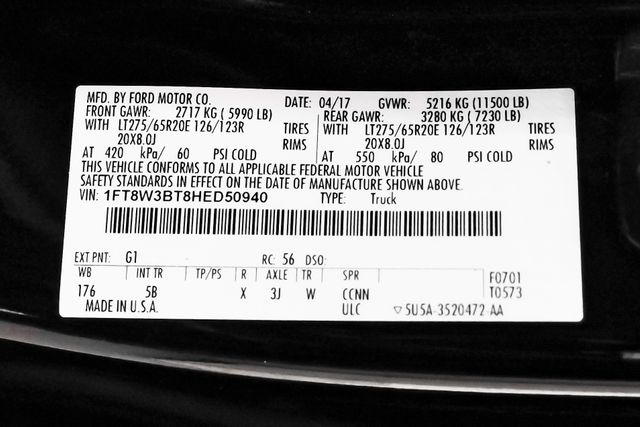 MFD. BY FORD MOTOR CO. DATE: 04/17 GVWR: 5216 KG (11500 LB)
FRONT GAWR: 2717 KG ( 5990 LB) REAR GAWR: 3280 KG ( 7230 LB)
WITH LT275/65R20E 126/123R TIRES WITH LT275/65R20E 126/123R TIRES
20X8.0J RIMS 20X8.0J RIMS
AT 420 kPa/ 60 PSI COLD AT 550 kPa/ 80 PSI COLD
THIS VEHICLE CONFORMS TO ALL APPLICABLE FEDERAL MOTOR VEHICLE
SAFETY STANDARDS IN EFFECT ON THE DATE OF MANUFACTURE SHOWN ABOVE.
VIN: 1FT8W3BT8HED50940 TYPE: Truck
EXT PNT: G1 RC: 56 DSO:
WB INT TR TP/PS R AXLE TR SPR F0701
176 5B X 3J W CCNN T0573
MADE IN U.S.A. ULC ▽5U5A-3520472-AA